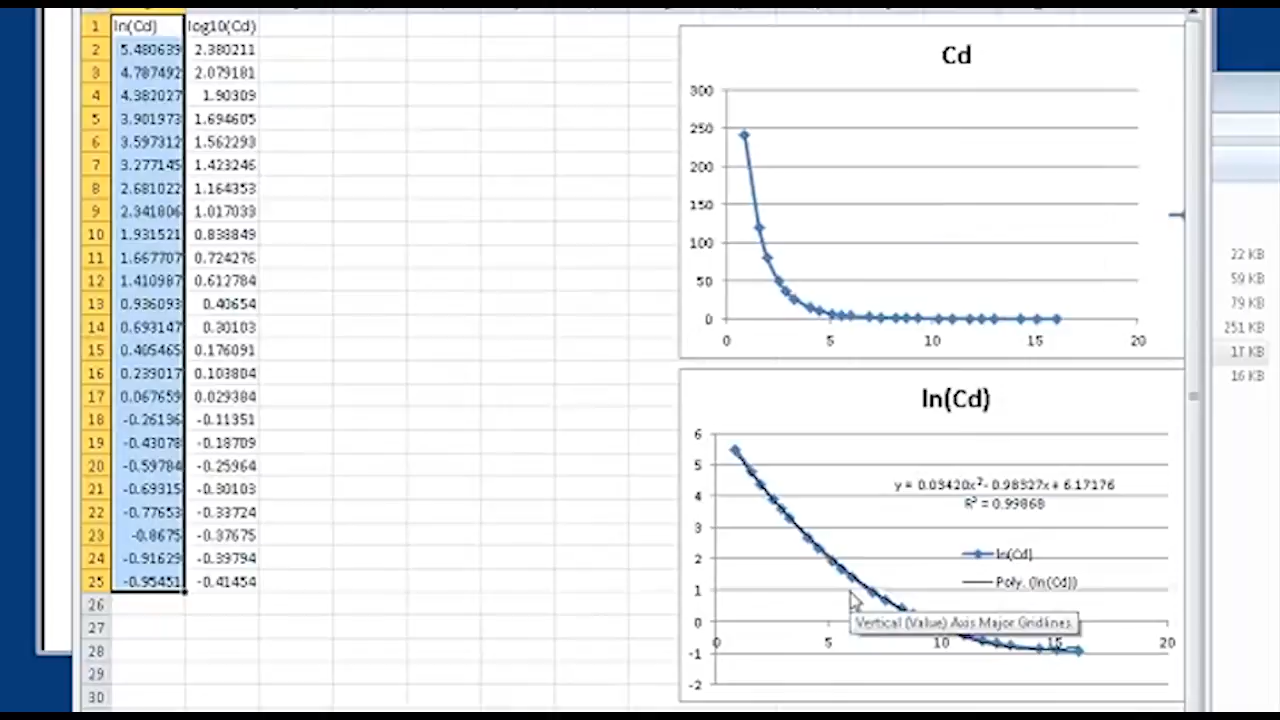 1 ln(Cd) log10(Cd)
2 5.480639 2.380211
3 4.787492 2.079181
4 4.382027 1.90309
5 3.901973 1.694605
6 3.597312 1.562293
7 3.277145 1.423246
8 2.681022 1.164353
9 2.341806 1.017033
10 1.931521 0.838849
11 1.667707 0.724276
12 1.410987 0.612784
13 0.936093 0.40654
14 0.693147 0.30103
15 0.405465 0.176091
16 0.239017 0.103804
17 0.067659 0.029384
18 -0.26136 -0.11351
19 -0.43078 -0.18709
20 -0.59784 -0.25964
21 -0.69315 -0.30103
22 -0.77653 -0.33724
23 -0.8675 -0.37675
24 -0.91629 -0.39794
25 -0.95451 -0.41454
26
27
28
29
30
Cd
300
250
200
150
100
50
0
0 5 10 15 20
ln(Cd)
6
5
4
3
2
1
0
-1
-2
0 5 10 15 20
y = 0.03420x² - 0.98327x + 6.17176
R² = 0.99868
ln(Cd)
Poly. (ln(Cd))
Vertical (Value) Axis Major Gridlines
22 KB
59 KB
79 KB
251 KB
17 KB
16 KB